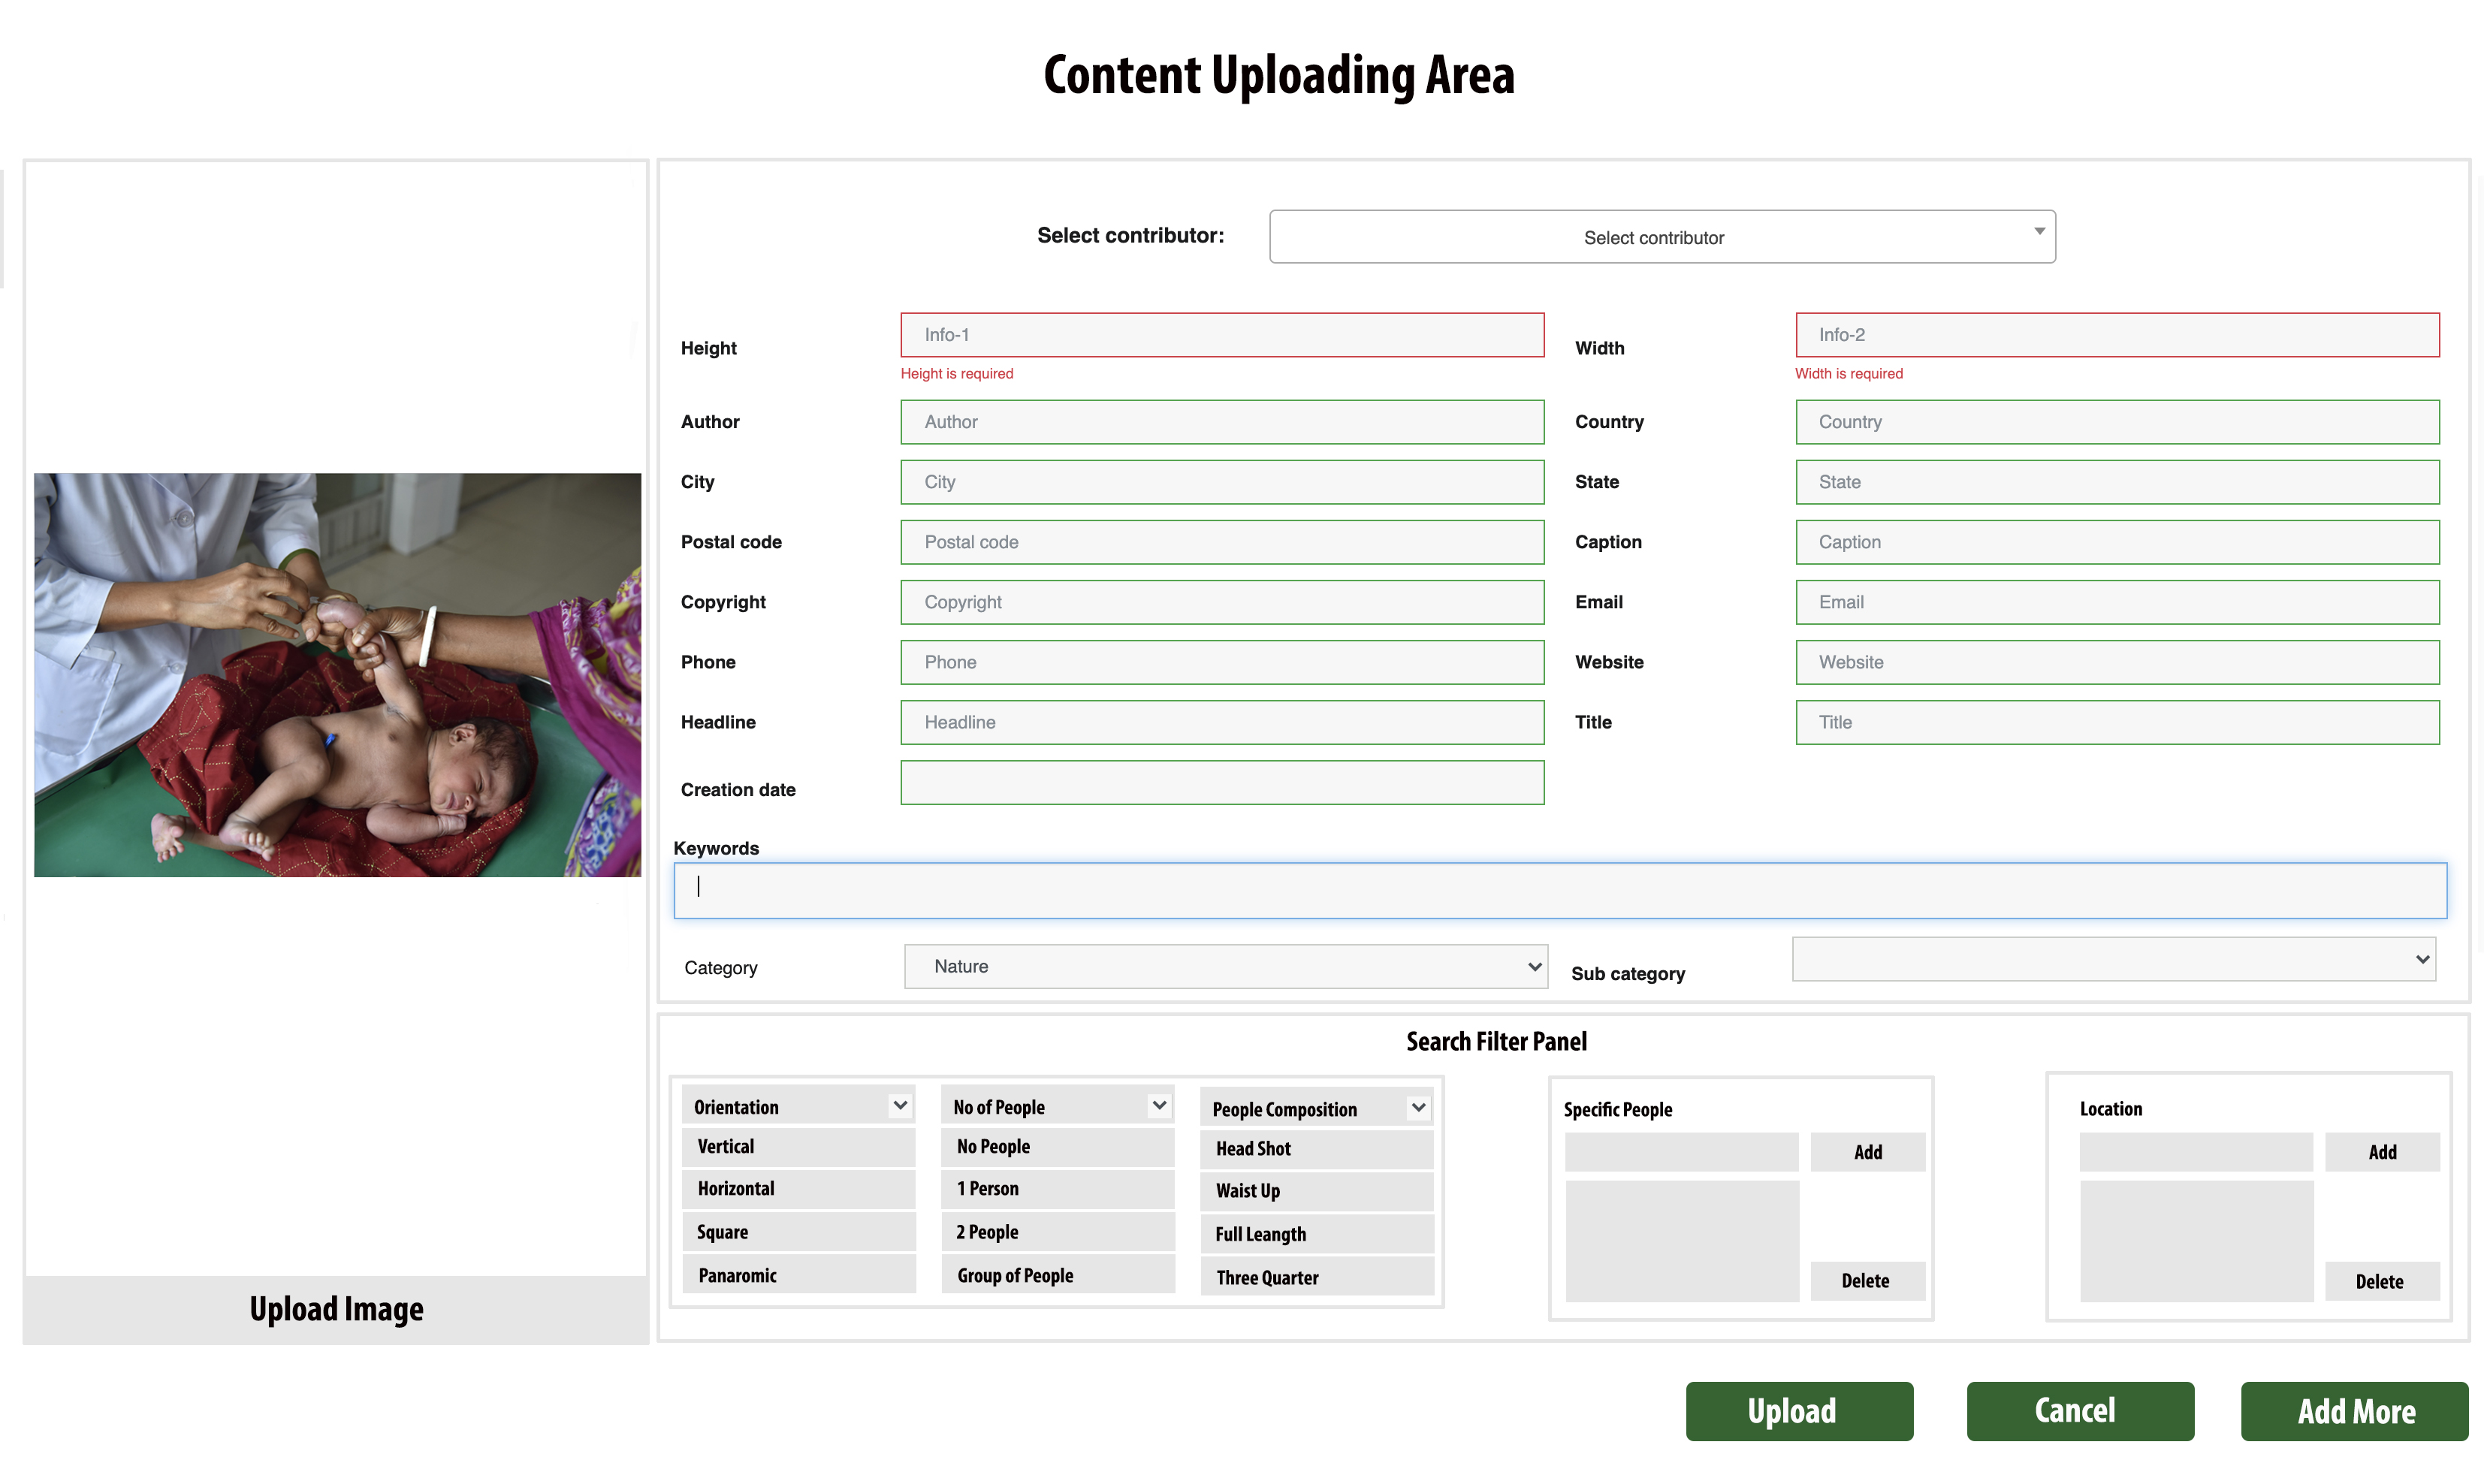 Content Uploading Area
Select contributor:
Select contributor
Height
Info-1
Height is required
Width
Info-2
Width is required
Author
Author
Country
Country
City
City
State
State
Postal code
Postal code
Caption
Caption
Copyright
Copyright
Email
Email
Phone
Phone
Website
Website
Headline
Headline
Title
Title
Creation date
Keywords
Category
Nature
Sub category
Upload Image
Search Filter Panel
Orientation
Vertical
Horizontal
Square
Panaromic
No of People
No People
1 Person
2 People
Group of People
People Composition
Head Shot
Waist Up
Full Leangth
Three Quarter
Specific People
Add
Delete
Location
Add
Delete
Upload
Cancel
Add More